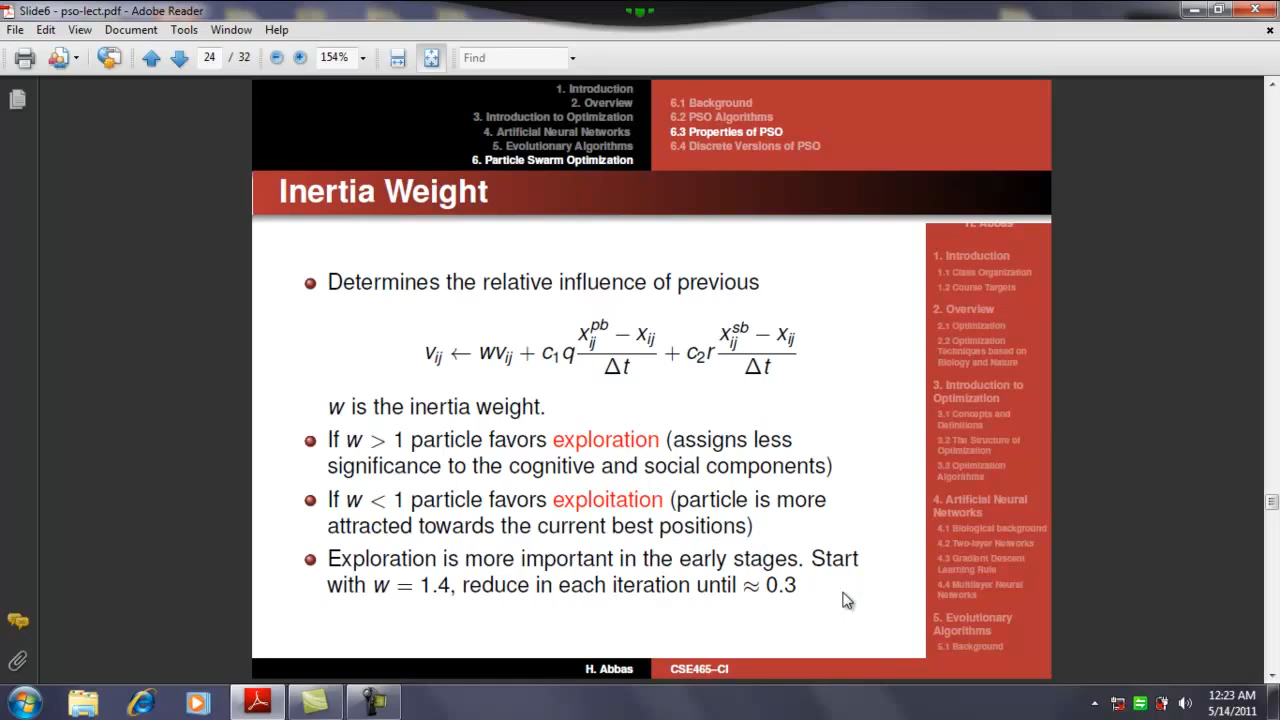 Slide6 - pso-lect.pdf - Adobe Reader
File Edit View Document Tools Window Help
24 / 32 154% Find
1. Introduction
2. Overview
3. Introduction to Optimization
4. Artificial Neural Networks
5. Evolutionary Algorithms
6. Particle Swarm Optimization
6.1 Background
6.2 PSO Algorithms
6.3 Properties of PSO
6.4 Discrete Versions of PSO
Inertia Weight
Determines the relative influence of previous
v_ij ← wv_ij + c_1 q (x_ij^pb − x_ij)/Δt + c_2 r (x_ij^sb − x_ij)/Δt
w is the inertia weight.
If w > 1 particle favors exploration (assigns less
significance to the cognitive and social components)
If w < 1 particle favors exploitation (particle is more
attracted towards the current best positions)
Exploration is more important in the early stages. Start
with w = 1.4, reduce in each iteration until ≈ 0.3
H. Abbas
1. Introduction
1.1 Class Organization
1.2 Course Targets
2. Overview
2.1 Optimization
2.2 Optimization
Techniques based on
Biology and Nature
3. Introduction to
Optimization
3.1 Concepts and
Definitions
3.2 The Structure of
Optimization
3.3 Optimization
Algorithms
4. Artificial Neural
Networks
4.1 Biological background
4.2 Two-layer Networks
4.3 Gradient Descent
Learning Rule
4.4 Multilayer Neural
Networks
5. Evolutionary
Algorithms
5.1 Background
H. Abbas CSE465–CI
12:23 AM
5/14/2011